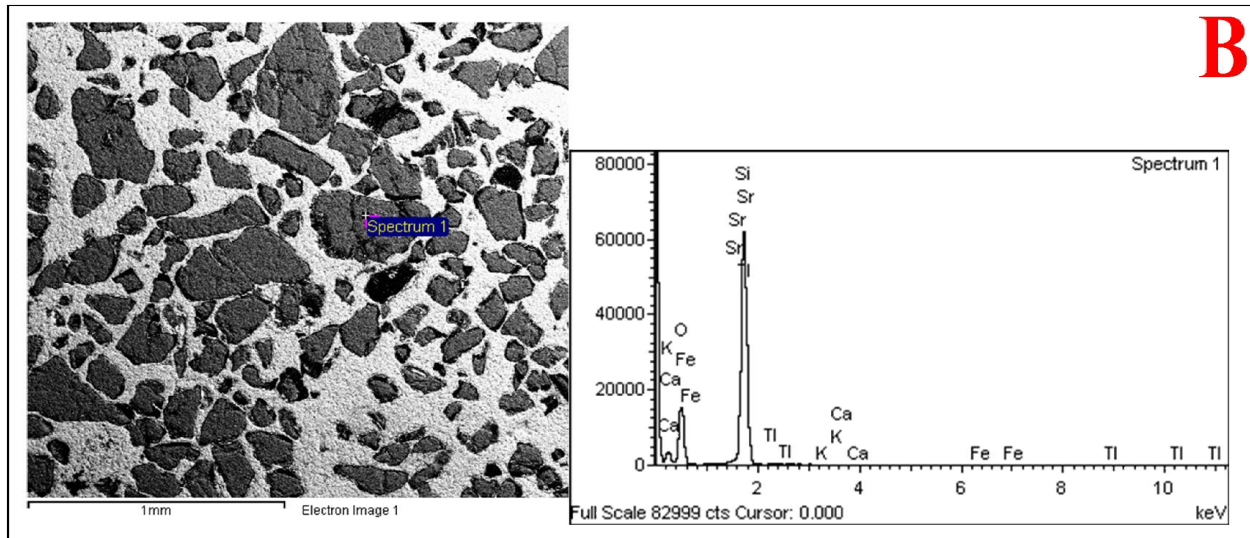 B
Spectrum 1
1mm
Electron Image 1
Spectrum 1
80000
60000
40000
20000
0
Si
Sr
Sr
Sr
O
K
Fe
Ca
Fe
Ca
Tl
Tl
K
Ca
K
Ca
Fe
Fe
Tl
Tl
Tl
2
4
6
8
10
Full Scale 82999 cts Cursor: 0.000
keV